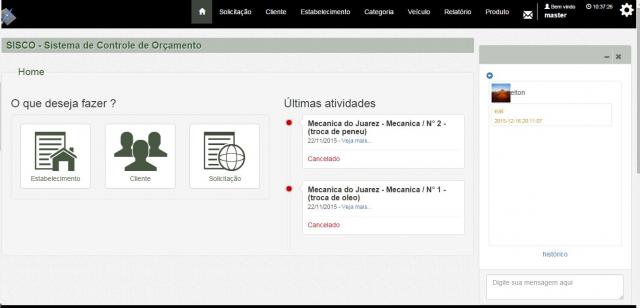 Solicitação Cliente Estabelecimento Categoria Veículo Relatório Produto Bem vindo 10:37:26
master
SISCO - Sistema de Controle de Orçamento
Home
O que deseja fazer ?
Estabelecimento Cliente Solicitação
Últimas atividades
Mecanica do Juarez - Mecanica / N° 2 -
(troca de peneu)
22/11/2015 - Veja mais...
Cancelado
Mecanica do Juarez - Mecanica / N° 1 -
(troca de oleo)
22/11/2015 - Veja mais...
Cancelado
elton
2015-12-16 20:11:07
histórico
Digite sua mensagem aqui